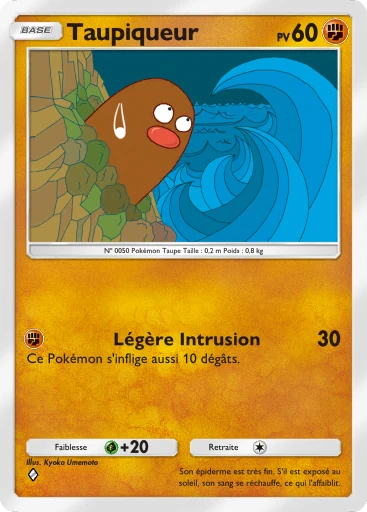 BASE Taupiqueur PV 60
N° 0050 Pokémon Taupe Taille : 0,2 m Poids : 0,8 kg
Légère Intrusion 30
Ce Pokémon s'inflige aussi 10 dégâts.
Faiblesse +20 Retraite
Illus. Kyoko Umemoto
Son épiderme est très fin. S'il est exposé au
soleil, son sang se réchauffe, ce qui l'affaiblit.